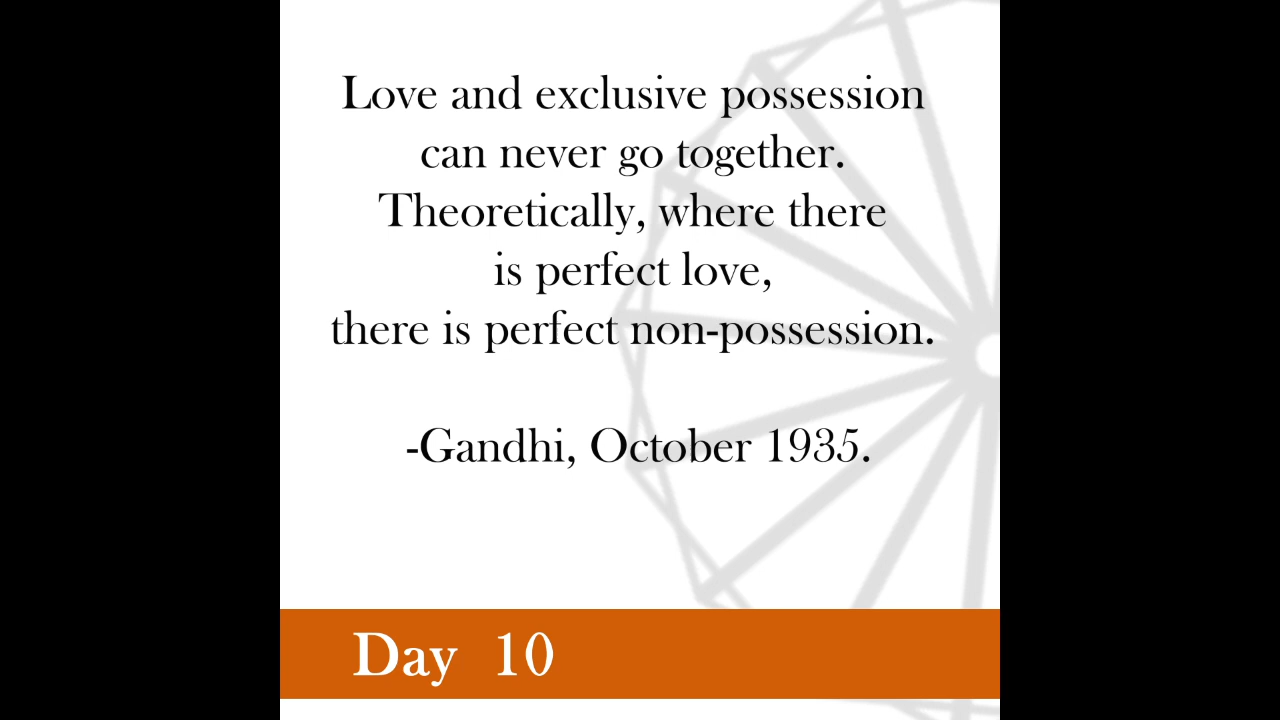 Love and exclusive possession
can never go together.
Theoretically, where there
is perfect love,
there is perfect non-possession.
-Gandhi, October 1935.
Day 10